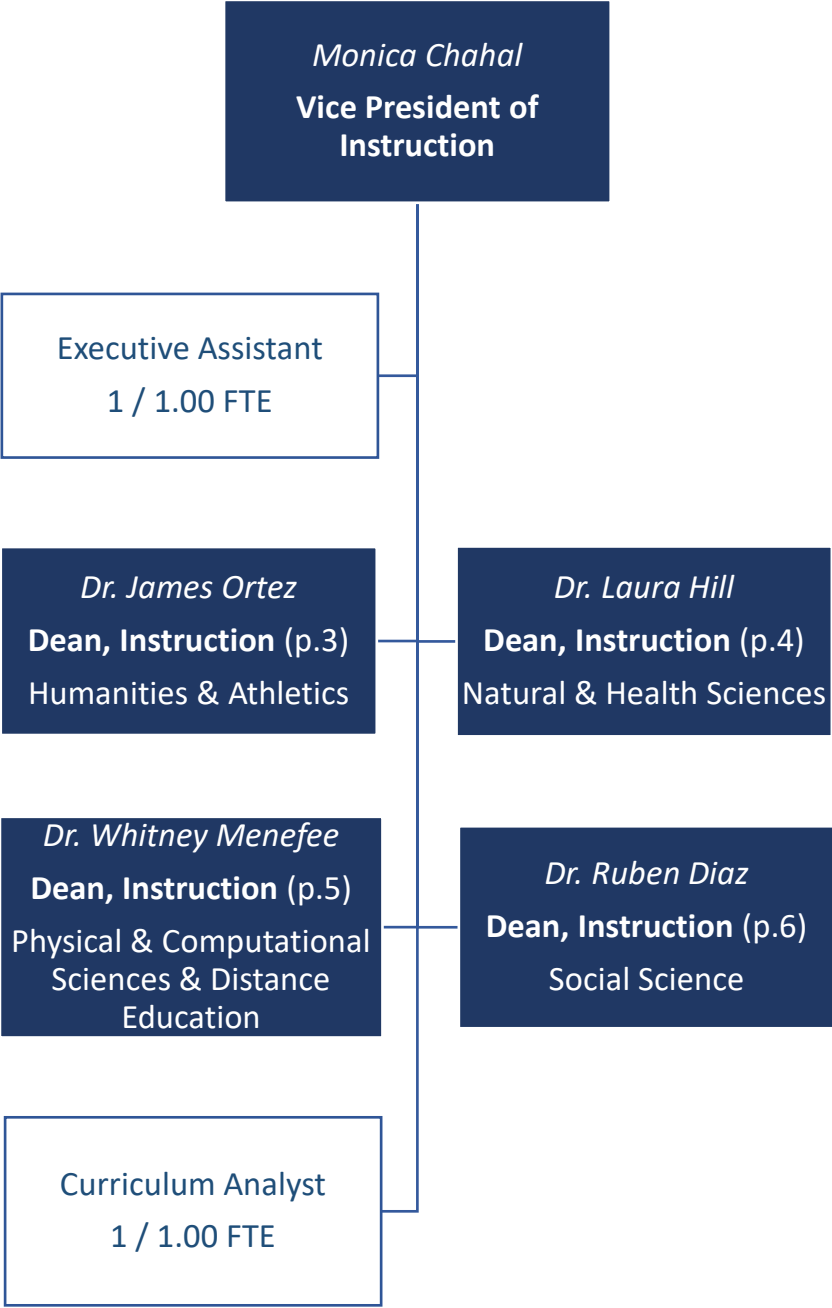 Monica Chahal
Vice President of
Instruction
Executive Assistant
1 / 1.00 FTE
Dr. James Ortez
Dean, Instruction (p.3)
Humanities & Athletics
Dr. Laura Hill
Dean, Instruction (p.4)
Natural & Health Sciences
Dr. Whitney Menefee
Dean, Instruction (p.5)
Physical & Computational
Sciences & Distance
Education
Dr. Ruben Diaz
Dean, Instruction (p.6)
Social Science
Curriculum Analyst
1 / 1.00 FTE